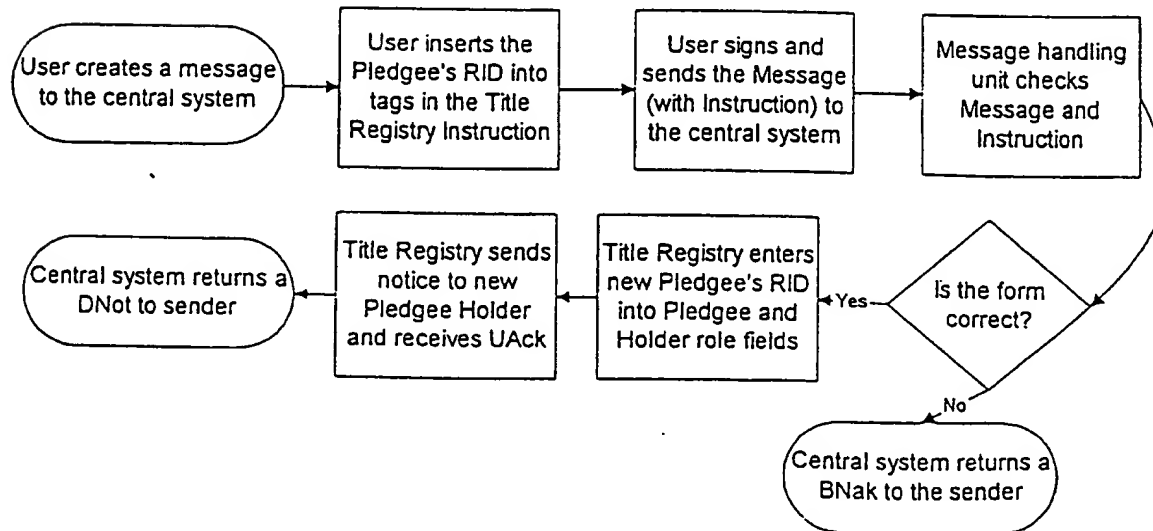 User creates a message
to the central system
User inserts the
Pledgee's RID into
tags in the Title
Registry Instruction
User signs and
sends the Message
(with Instruction) to
the central system
Message handling
unit checks
Message and
Instruction
Is the form
correct?
Yes
Title Registry enters
new Pledgee's RID
into Pledgee and
Holder role fields
Title Registry sends
notice to new
Pledgee Holder
and receives UAck
Central system returns a
DNot to sender
No
Central system returns a
BNak to the sender